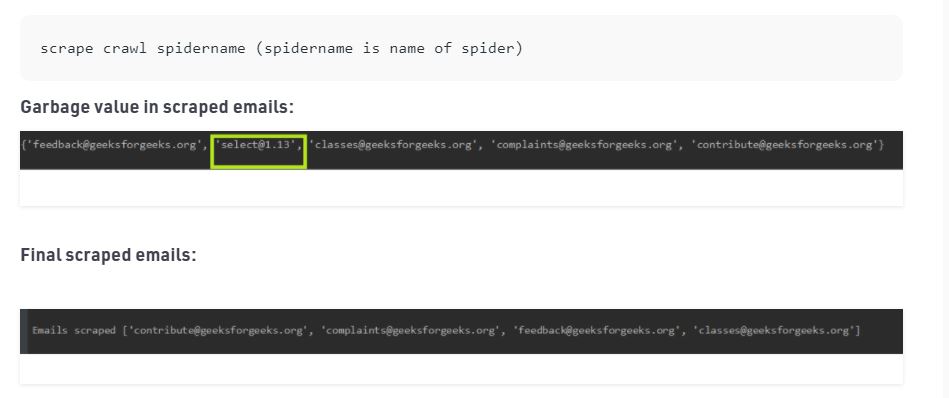 scrape crawl spidername (spidername is name of spider)
Garbage value in scraped emails:
{'feedback@geeksforgeeks.org', 'select@1.13', 'classes@geeksforgeeks.org', 'complaints@geeksforgeeks.org', 'contribute@geeksforgeeks.org'}
Final scraped emails:
Emails scraped ['contribute@geeksforgeeks.org', 'complaints@geeksforgeeks.org', 'feedback@geeksforgeeks.org', 'classes@geeksforgeeks.org']